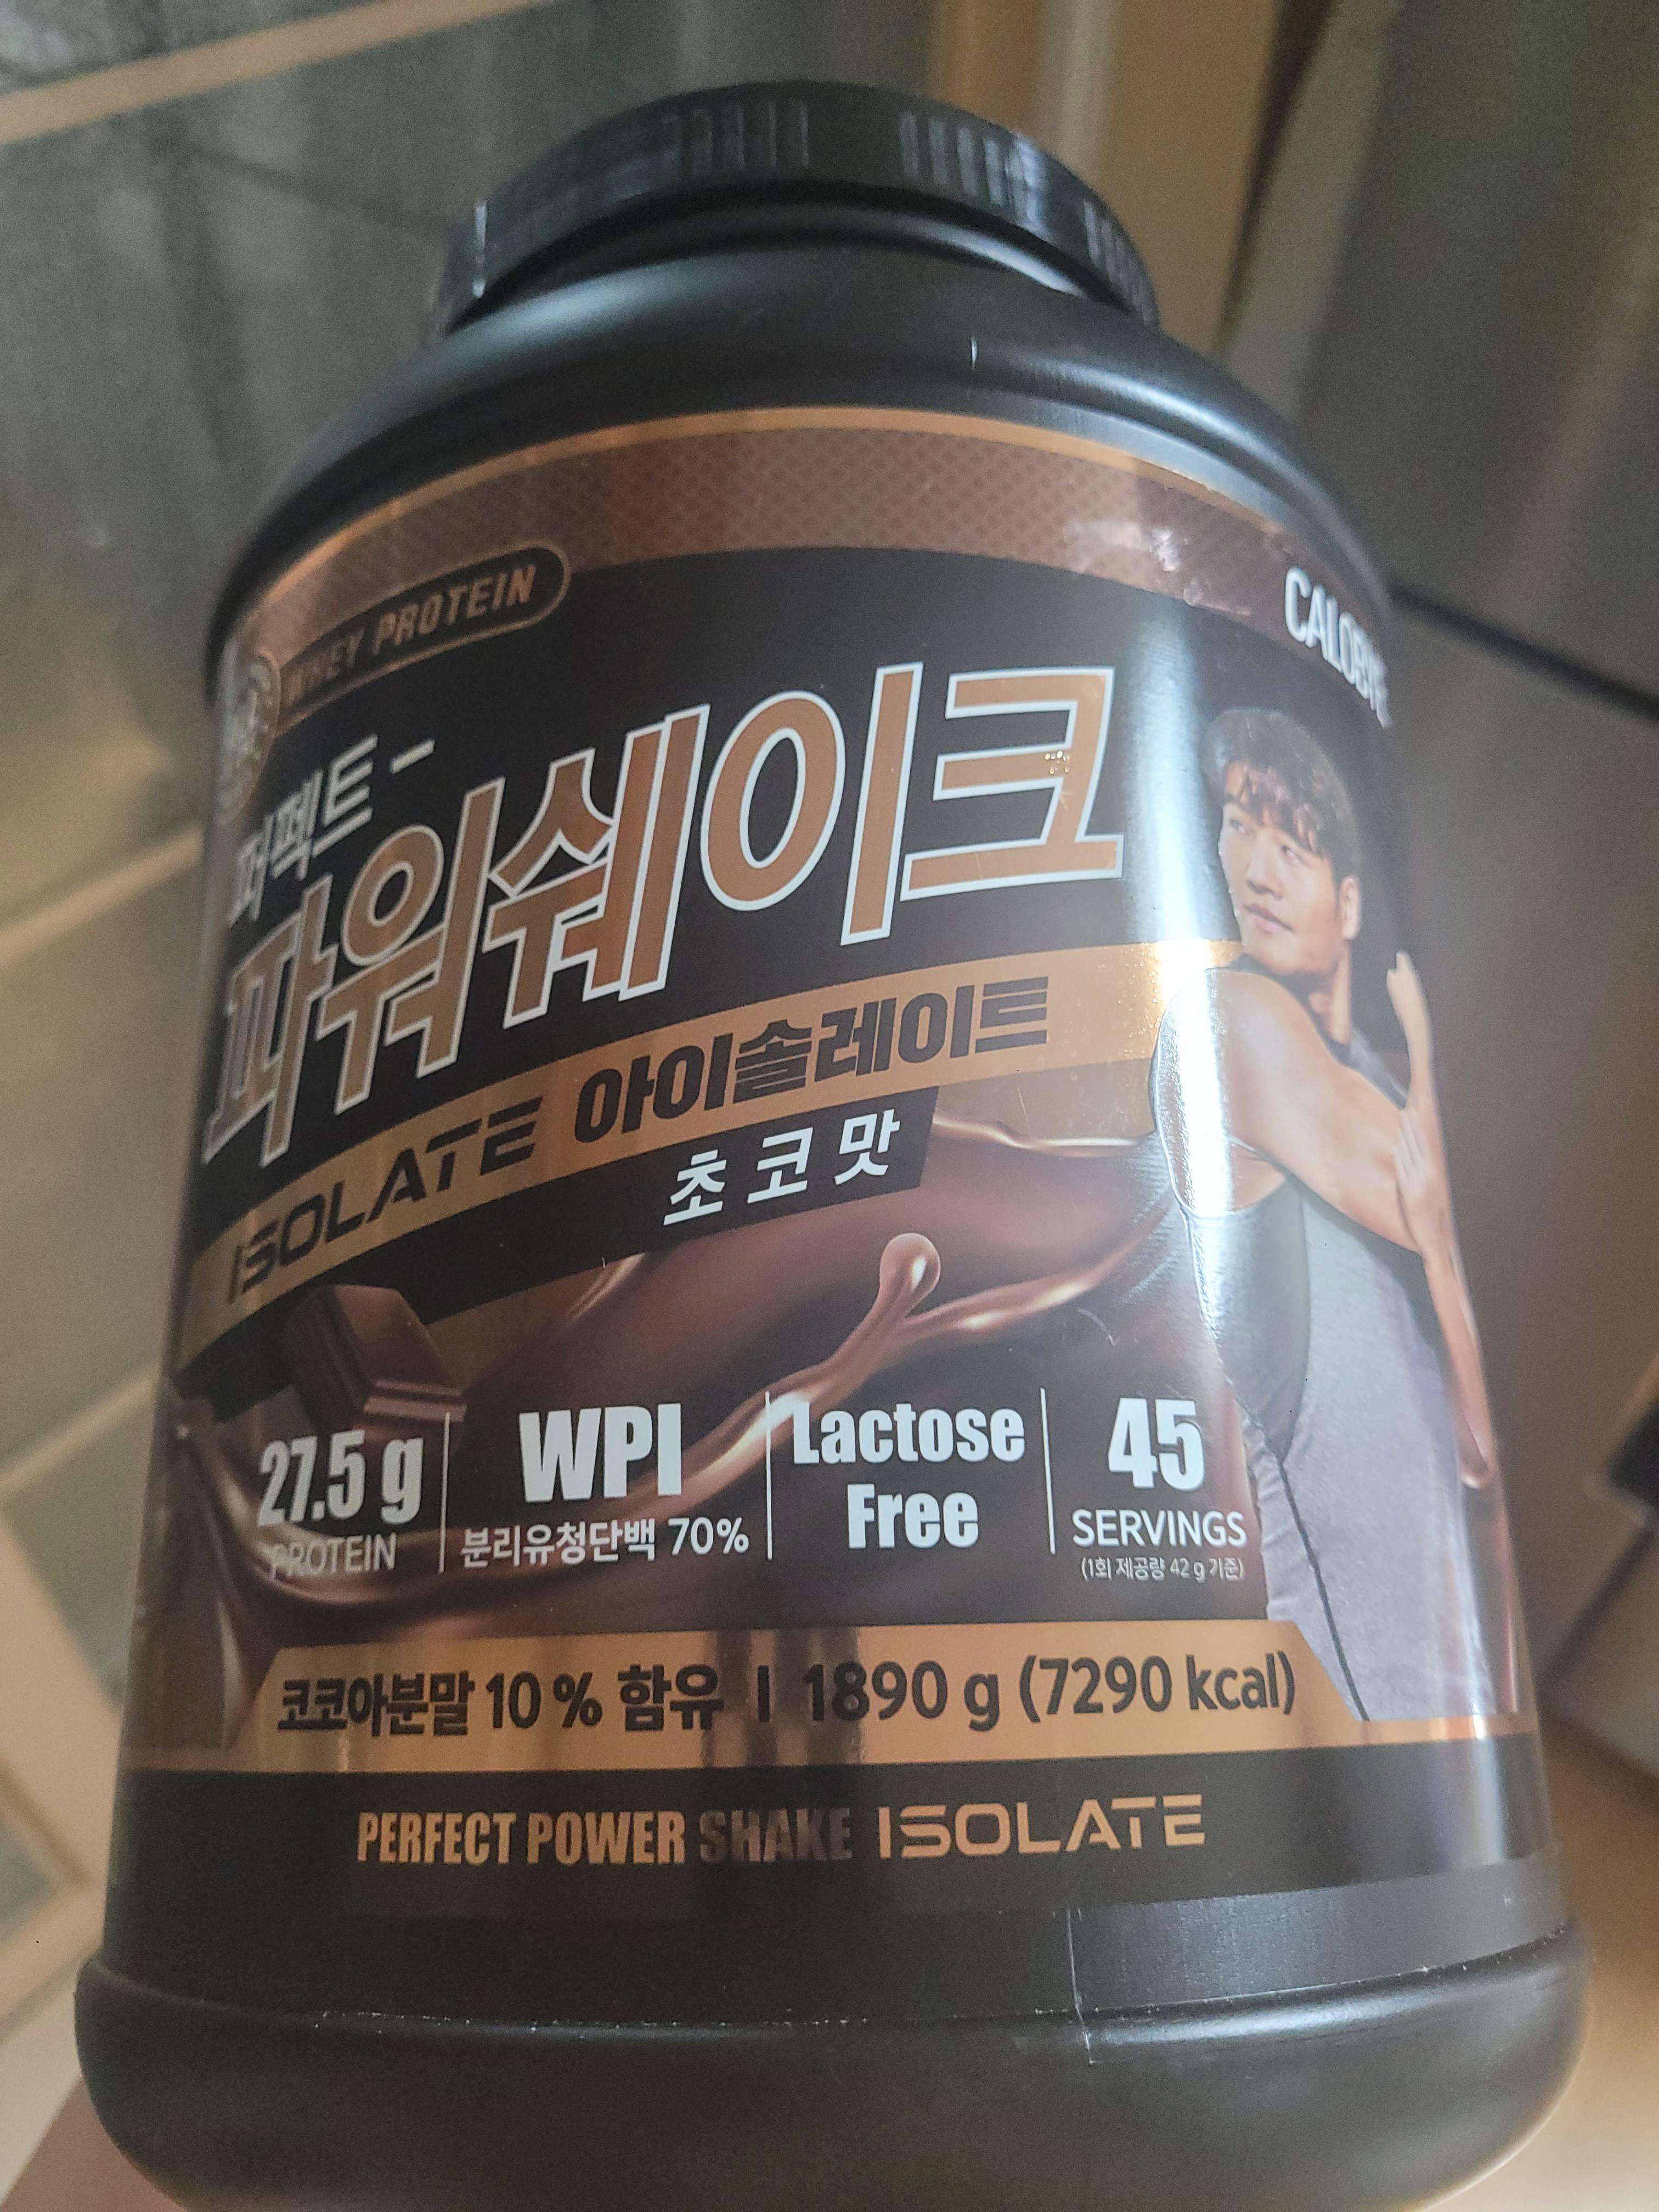 WHEY PROTEIN
CALOBYE
퍼펙트-
파워쉐이크
ISOLATE 아이솔레이트
초코맛
27.5 g
PROTEIN
WPI
분리유청단백 70%
Lactose
Free
45
SERVINGS
(1회 제공량 42 g 기준)
코코아분말 10 % 함유 | 1890 g (7290 kcal)
PERFECT POWER SHAKE ISOLATE